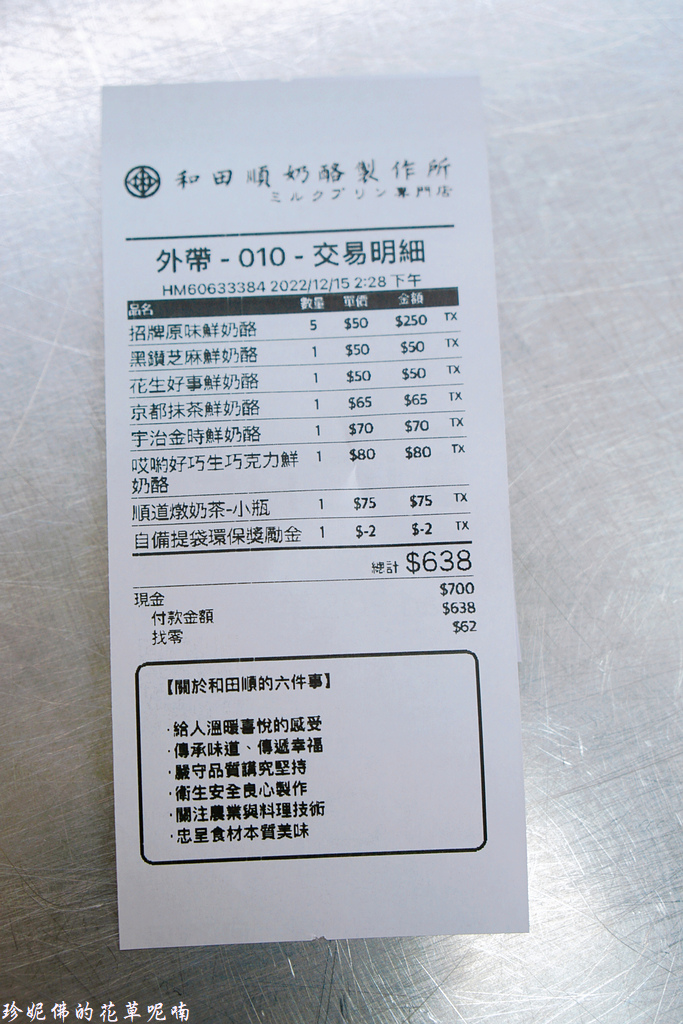 和田順奶酪製作所
ミルクプリン專門店
外帶 - 010 - 交易明細
HM60633384 2022/12/15 2:28 下午
品名 數量 單價 金額
招牌原味鮮奶酪 5 $50 $250 TX
黑鑽芝麻鮮奶酪 1 $50 $50 TX
花生好事鮮奶酪 1 $50 $50 TX
京都抹茶鮮奶酪 1 $65 $65 TX
宇治金時鮮奶酪 1 $70 $70 TX
哎喲好巧生巧克力鮮 1 $80 $80 TX
奶酪
順道燉奶茶-小瓶 1 $75 $75 TX
自備提袋環保獎勵金 1 $-2 $-2 TX
總計 $638
現金 $700
付款金額 $638
找零 $62
【關於和田順的六件事】
·給人溫暖喜悅的感受
·傳承味道、傳遞幸福
·嚴守品質講究堅持
·衛生安全良心製作
·關注農業與料理技術
·忠呈食材本質美味
珍妮佛的花草呢喃